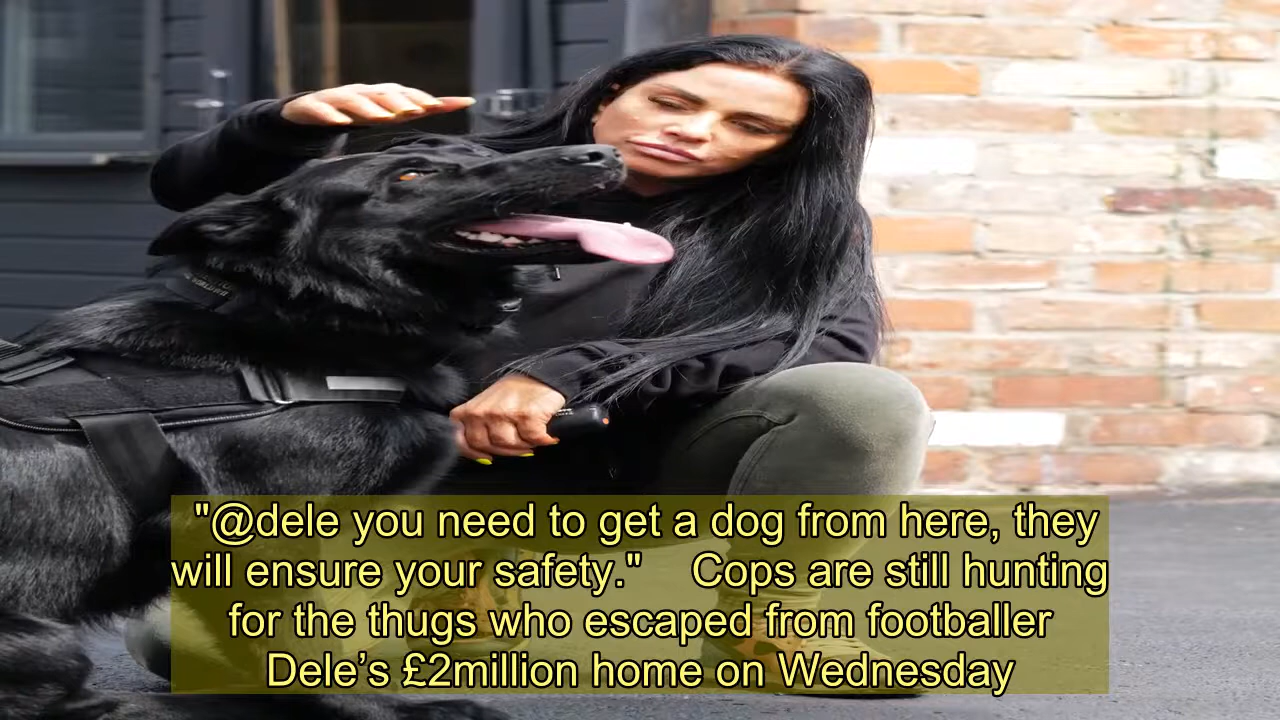 "@dele you need to get a dog from here, they
will ensure your safety." Cops are still hunting
for the thugs who escaped from footballer
Dele’s £2million home on Wednesday